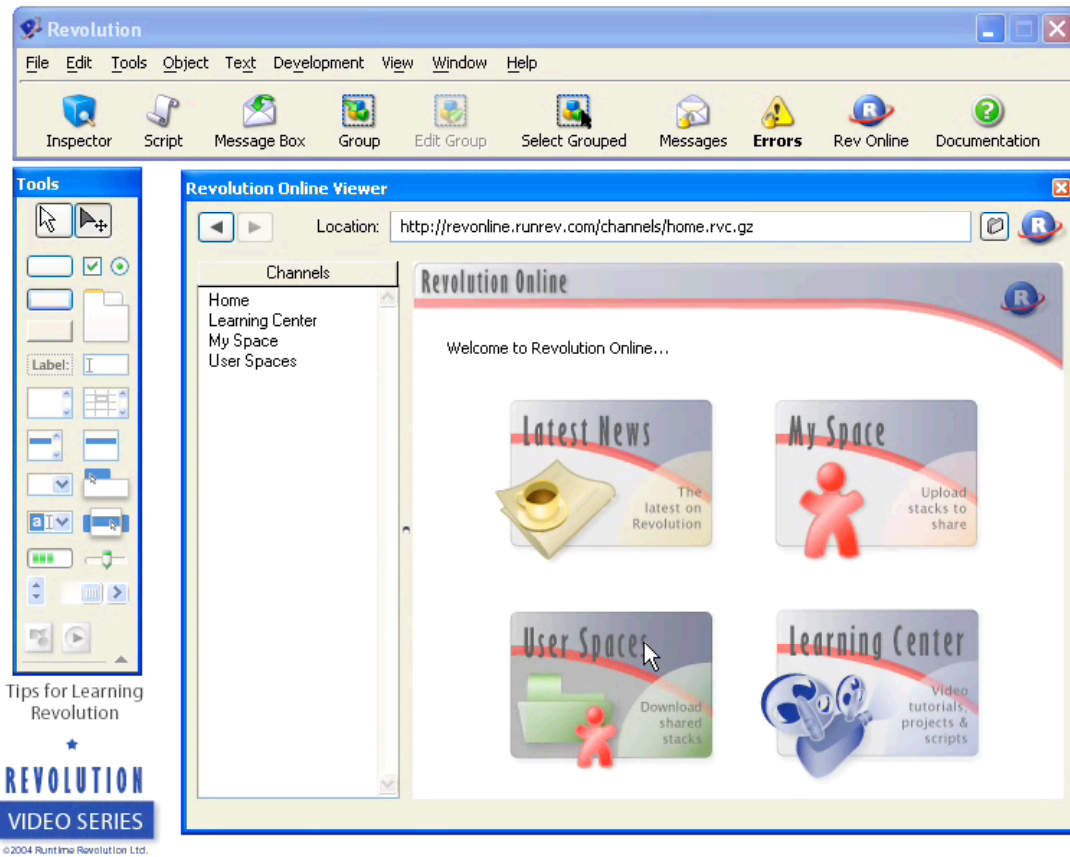 Revolution
File Edit Tools Object Text Development View Window Help
Inspector Script Message Box Group Edit Group Select Grouped Messages Errors Rev Online Documentation
Tools
Label:
a
Tips for Learning
Revolution
REVOLUTION
VIDEO SERIES
©2004 Runtime Revolution Ltd.
Revolution Online Viewer
Location: http://revonline.runrev.com/channels/home.rvc.gz
R
Channels
Home
Learning Center
My Space
User Spaces
Revolution Online
R
Welcome to Revolution Online...
Latest News
The
latest on
Revolution
My Space
Upload
stacks to
share
User Spaces
Download
shared
stacks
Learning Center
Video
tutorials,
projects &
scripts